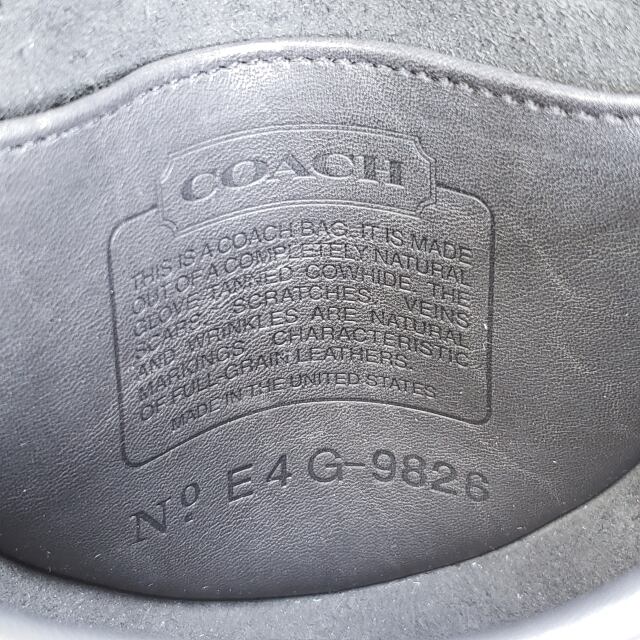 COACH
THIS IS A COACH BAG. IT IS MADE
OUT OF A COMPLETELY NATURAL
GLOVE TANNED COWHIDE. THE
SCARS, SCRATCHES, VEINS
AND WRINKLES ARE NATURAL
MARKINGS CHARACTERISTIC
OF FULL-GRAIN LEATHERS.
MADE IN THE UNITED STATES
Nº E4G-9826